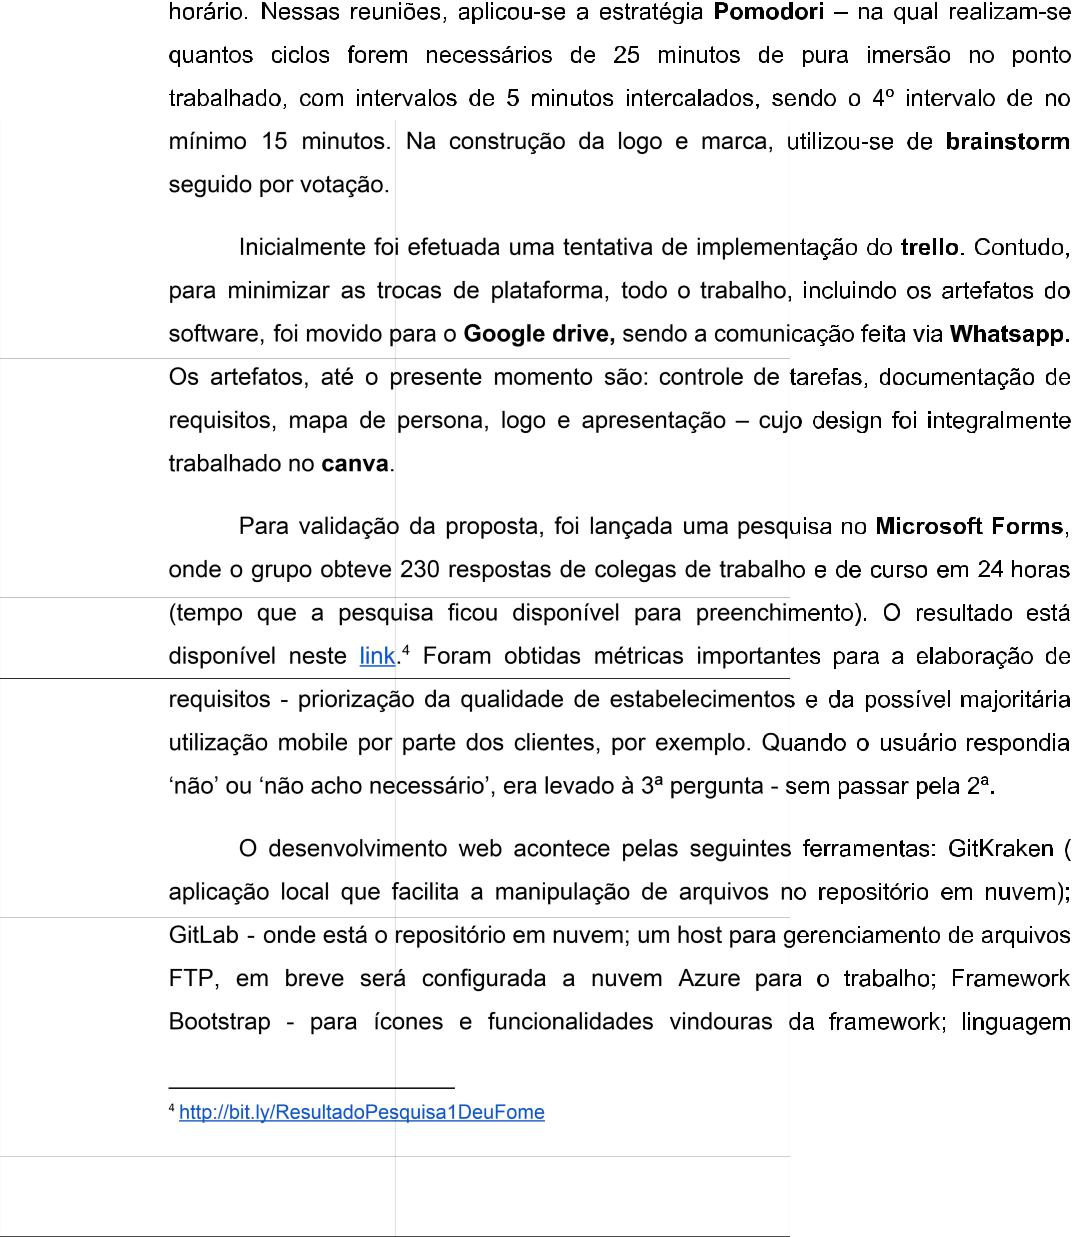 horário. Nessas reuniões, aplicou-se a estratégia Pomodori – na qual realizam-se
quantos ciclos forem necessários de 25 minutos de pura imersão no ponto
trabalhado, com intervalos de 5 minutos intercalados, sendo o 4º intervalo de no
mínimo 15 minutos. Na construção da logo e marca, utilizou-se de brainstorm
seguido por votação.
Inicialmente foi efetuada uma tentativa de implementação do trello. Contudo,
para minimizar as trocas de plataforma, todo o trabalho, incluindo os artefatos do
software, foi movido para o Google drive, sendo a comunicação feita via Whatsapp.
Os artefatos, até o presente momento são: controle de tarefas, documentação de
requisitos, mapa de persona, logo e apresentação – cujo design foi integralmente
trabalhado no canva.
Para validação da proposta, foi lançada uma pesquisa no Microsoft Forms,
onde o grupo obteve 230 respostas de colegas de trabalho e de curso em 24 horas
(tempo que a pesquisa ficou disponível para preenchimento). O resultado está
disponível neste link.⁴ Foram obtidas métricas importantes para a elaboração de
requisitos - priorização da qualidade de estabelecimentos e da possível majoritária
utilização mobile por parte dos clientes, por exemplo. Quando o usuário respondia
‘não’ ou ‘não acho necessário’, era levado à 3ª pergunta - sem passar pela 2ª.
O desenvolvimento web acontece pelas seguintes ferramentas: GitKraken (
aplicação local que facilita a manipulação de arquivos no repositório em nuvem);
GitLab - onde está o repositório em nuvem; um host para gerenciamento de arquivos
FTP, em breve será configurada a nuvem Azure para o trabalho; Framework
Bootstrap - para ícones e funcionalidades vindouras da framework; linguagem
⁴ http://bit.ly/ResultadoPesquisa1DeuFome